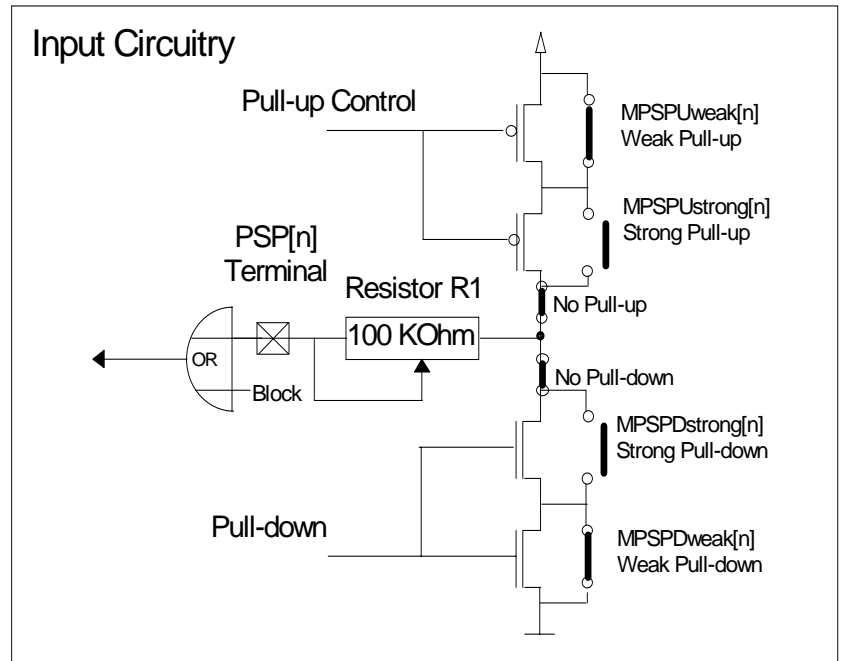 Input Circuitry
Pull-up Control
MPSPUweak[n]
Weak Pull-up
MPSPUstrong[n]
Strong Pull-up
PSP[n]
Terminal
Resistor R1
No Pull-up
100 KOhm
OR
Block
No Pull-down
MPSPDstrong[n]
Strong Pull-down
Pull-down
MPSPDweak[n]
Weak Pull-down